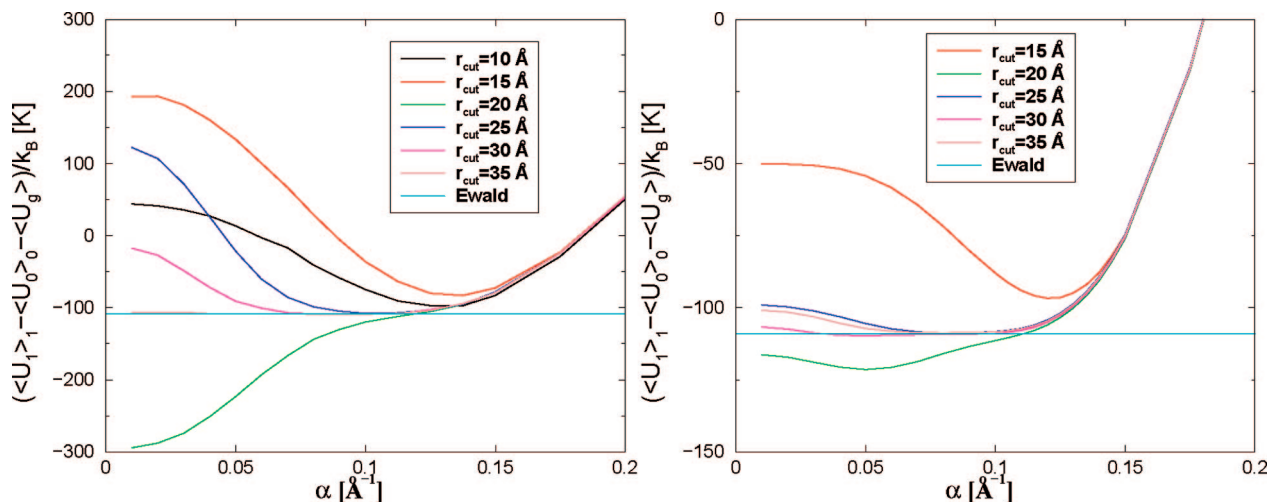 (<U₁>₁−<U₀>₀−<U_g>)/k_B [K]
300
200
100
0
−100
−200
−300
r_cut=10 Å
r_cut=15 Å
r_cut=20 Å
r_cut=25 Å
r_cut=30 Å
r_cut=35 Å
Ewald
0
0.05
0.1
0.15
0.2
α [Å⁻¹]
(<U₁>₁−<U₀>₀−<U_g>)/k_B [K]
0
−50
−100
−150
r_cut=15 Å
r_cut=20 Å
r_cut=25 Å
r_cut=30 Å
r_cut=35 Å
Ewald
0
0.05
0.1
0.15
0.2
α [Å⁻¹]